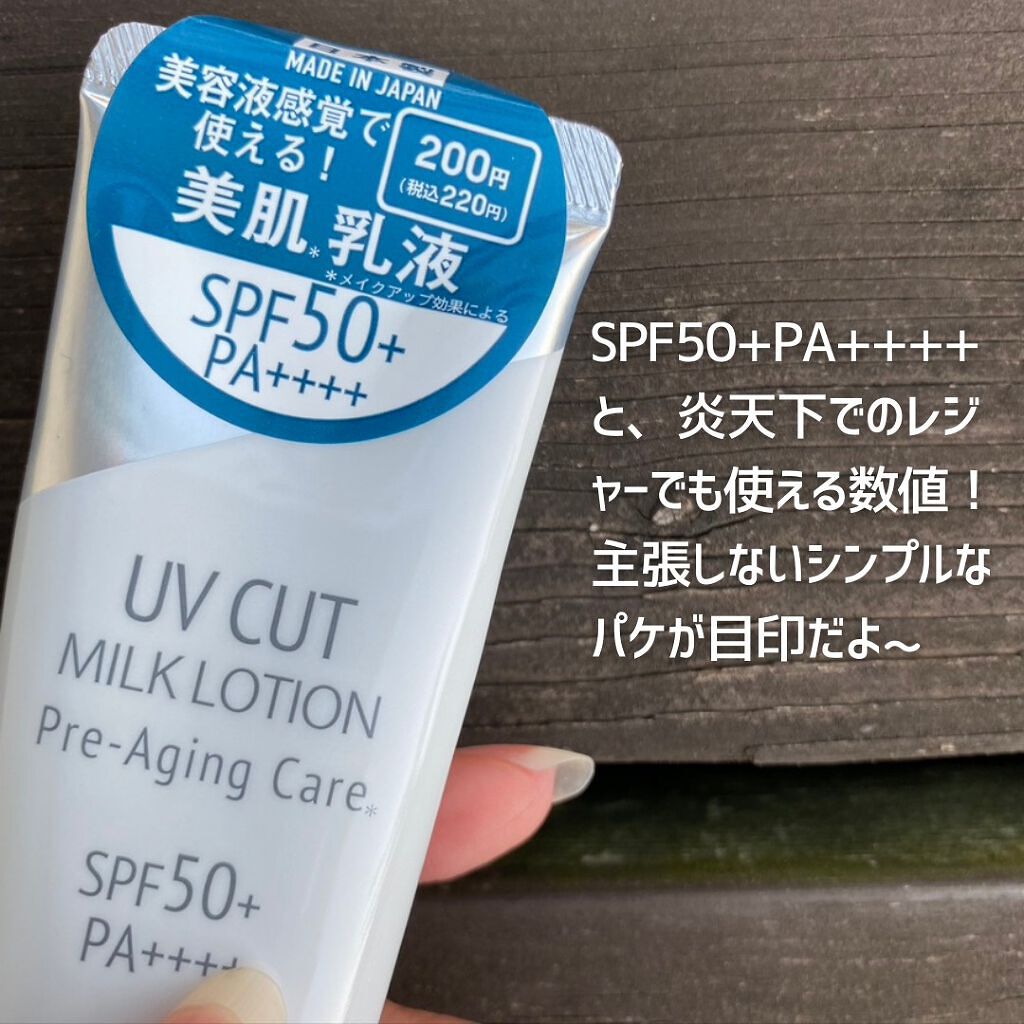 日本製
MADE IN JAPAN
美容液感覚で
使える！
200円
(税込220円)
美肌*乳液
*メイクアップ効果による
SPF50+
PA++++
UV CUT
MILK LOTION
Pre-Aging Care*
SPF50+
PA++++
SPF50+PA++++
と、炎天下でのレジ
ャーでも使える数値！
主張しないシンプルな
パケが目印だよ～